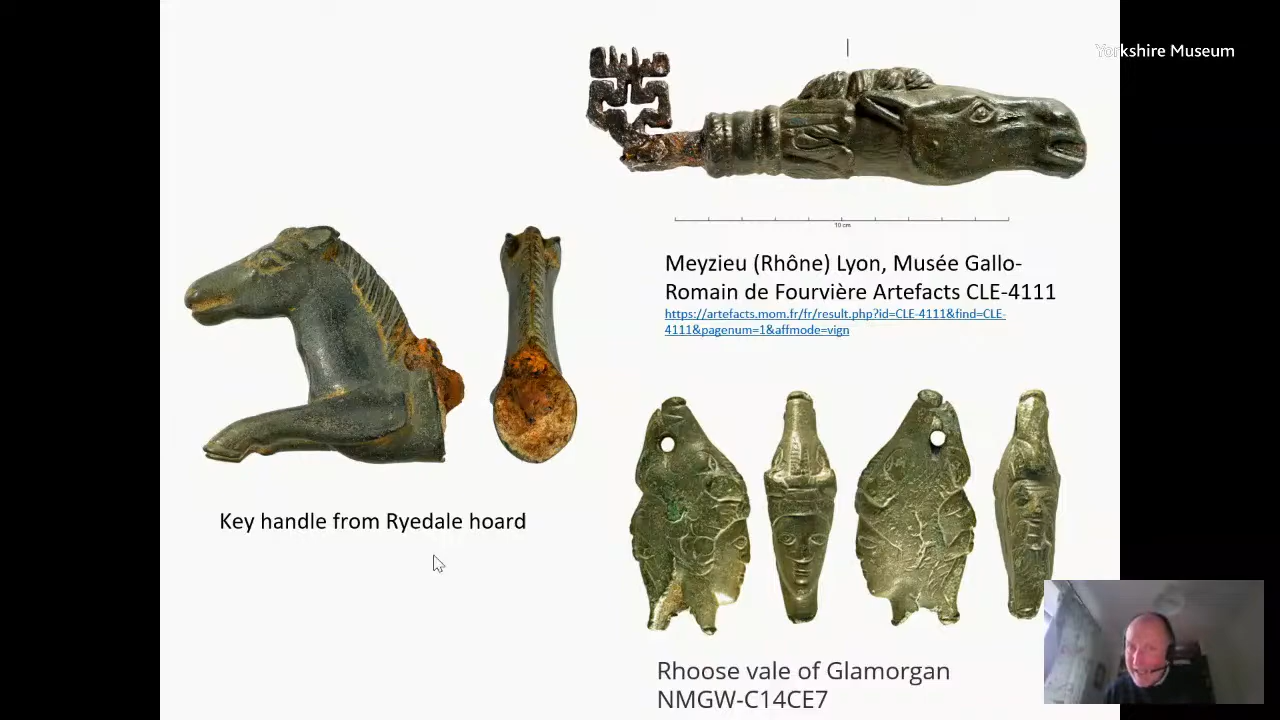 Yorkshire Museum
10 cm
Meyzieu (Rhône) Lyon, Musée Gallo-
Romain de Fourvière Artefacts CLE-4111
https://artefacts.mom.fr/fr/result.php?id=CLE-4111&find=CLE-
4111&pagenum=1&affmode=vign
Key handle from Ryedale hoard
Rhoose vale of Glamorgan
NMGW-C14CE7